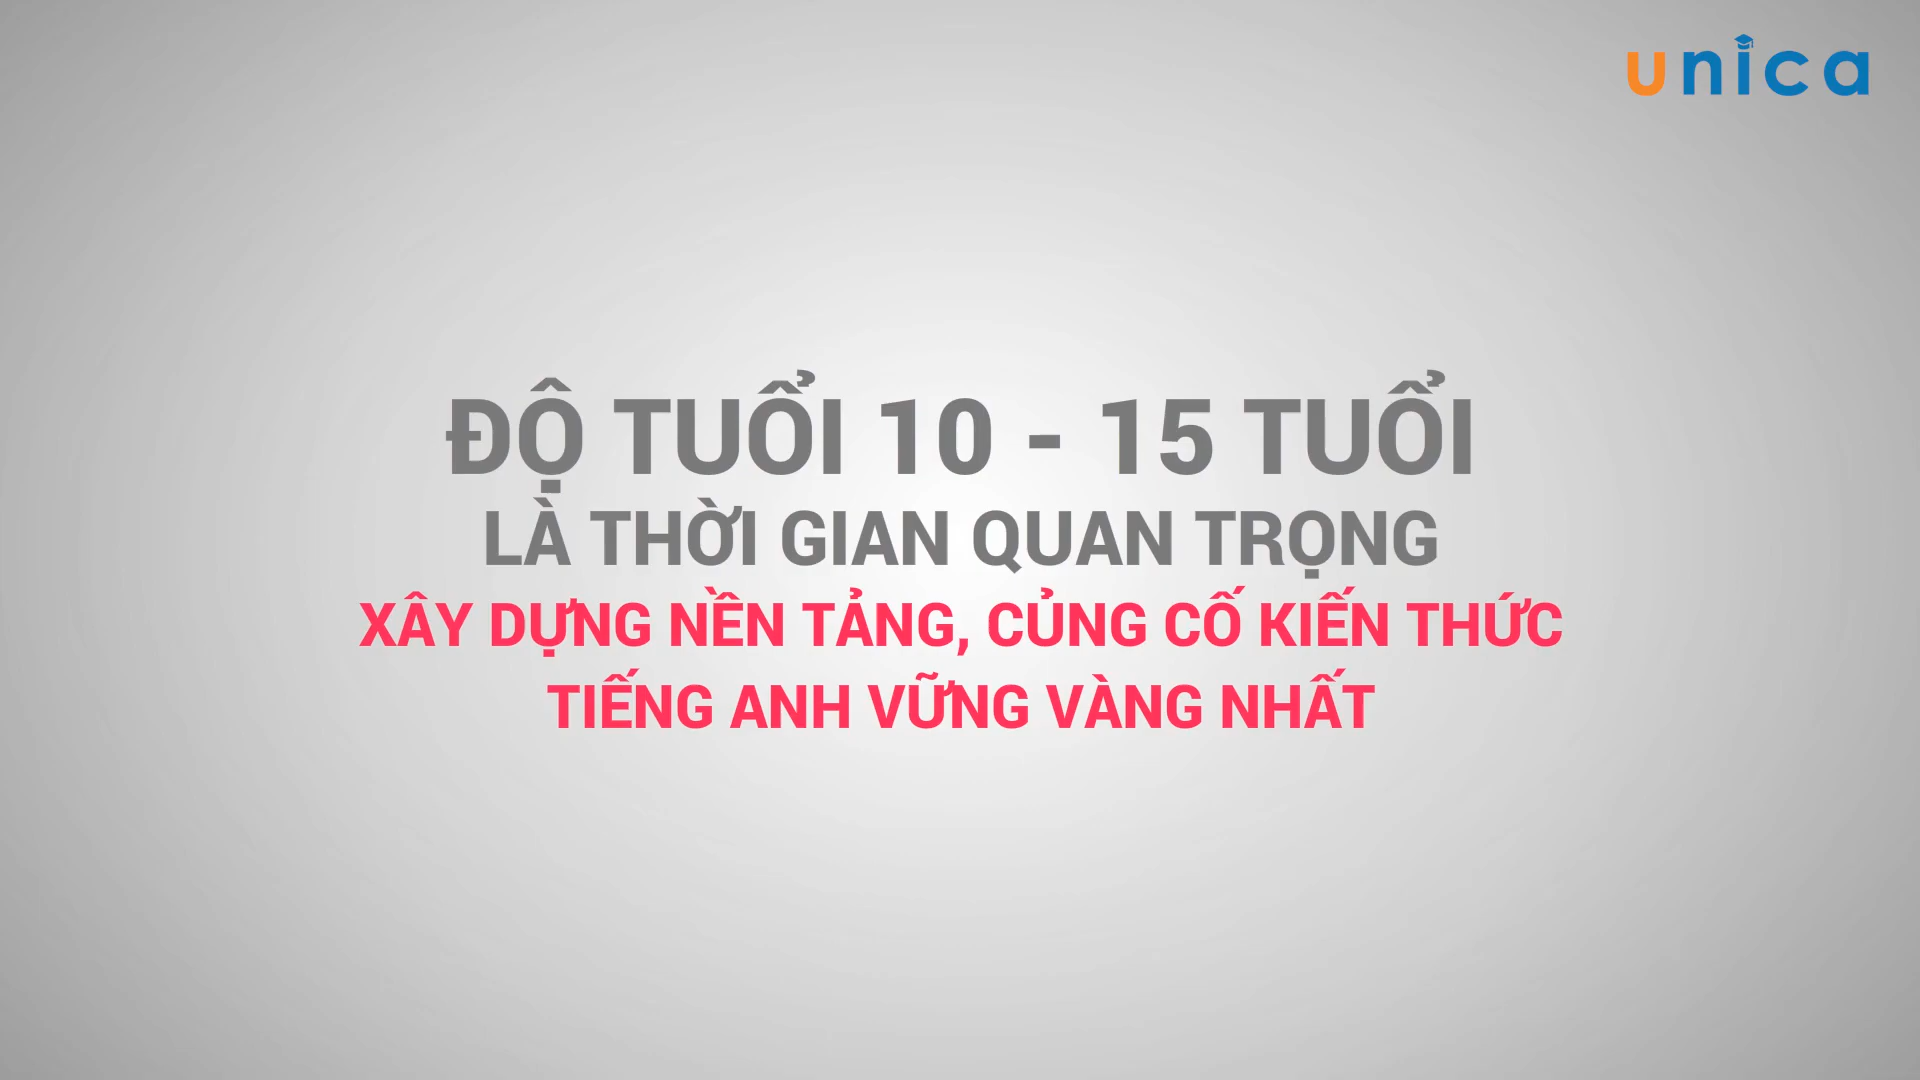 unica
ĐỘ TUỔI 10 - 15 TUỔI
LÀ THỜI GIAN QUAN TRỌNG
XÂY DỰNG NỀN TẢNG, CỦNG CỐ KIẾN THỨC
TIẾNG ANH VỮNG VÀNG NHẤT